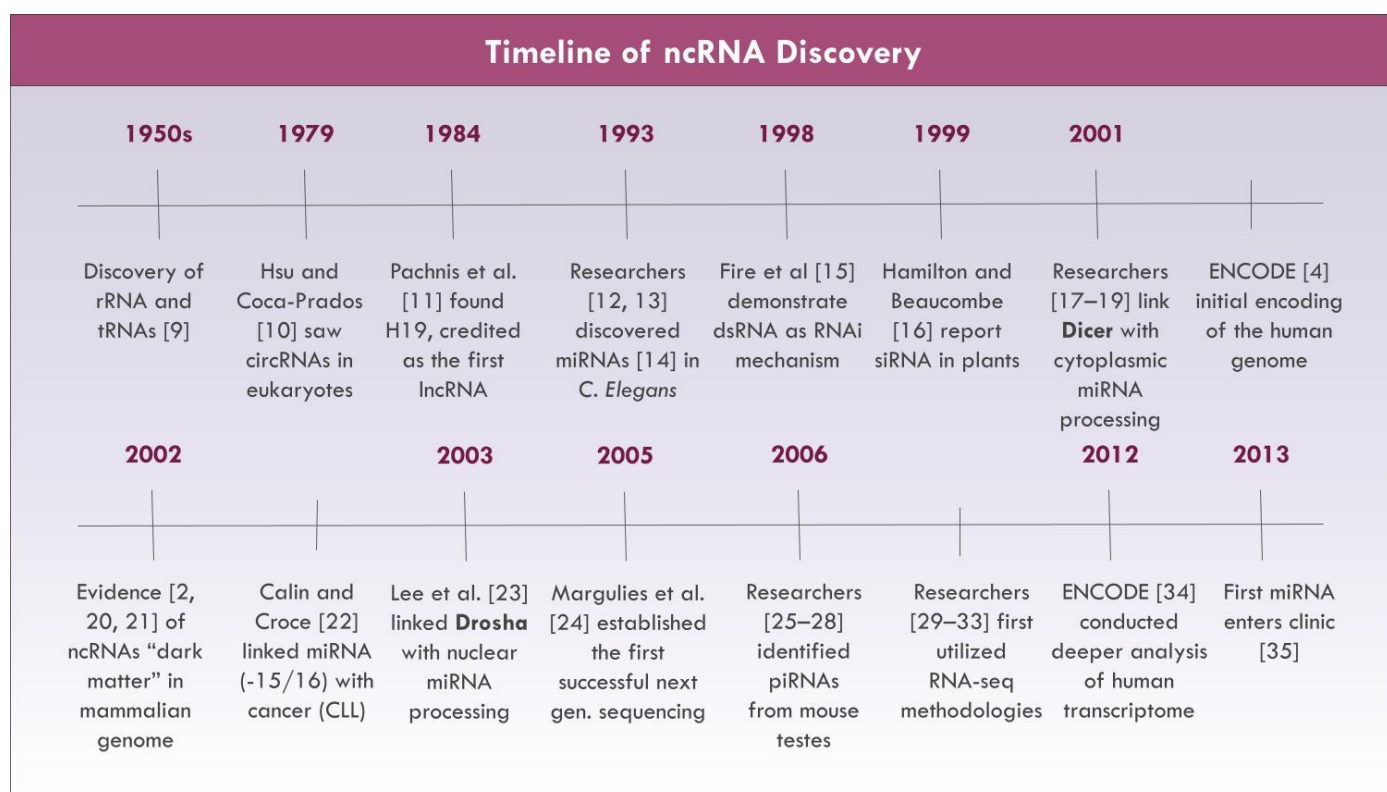 Timeline of ncRNA Discovery
1950s
Discovery of
rRNA and
tRNAs [9]
1979
Hsu and
Coca-Prados
[10] saw
circRNAs in
eukaryotes
1984
Pachnis et al.
[11] found
H19, credited
as the first
lncRNA
1993
Researchers
[12, 13]
discovered
miRNAs [14] in
C. Elegans
1998
Fire et al [15]
demonstrate
dsRNA as RNAi
mechanism
1999
Hamilton and
Beaucombe
[16] report
siRNA in plants
2001
Researchers
[17–19] link
Dicer with
cytoplasmic
miRNA
processing
ENCODE [4]
initial encoding
of the human
genome
2002
Evidence [2,
20, 21] of
ncRNAs “dark
matter” in
mammalian
genome
Calin and
Croce [22]
linked miRNA
(-15/16) with
cancer (CLL)
2003
Lee et al. [23]
linked Drosha
with nuclear
miRNA
processing
2005
Margulies et al.
[24] established
the first
successful next
gen. sequencing
2006
Researchers
[25–28]
identified
piRNAs
from mouse
testes
Researchers
[29–33] first
utilized
RNA-seq
methodologies
2012
ENCODE [34]
conducted
deeper analysis
of human
transcriptome
2013
First miRNA
enters clinic
[35]